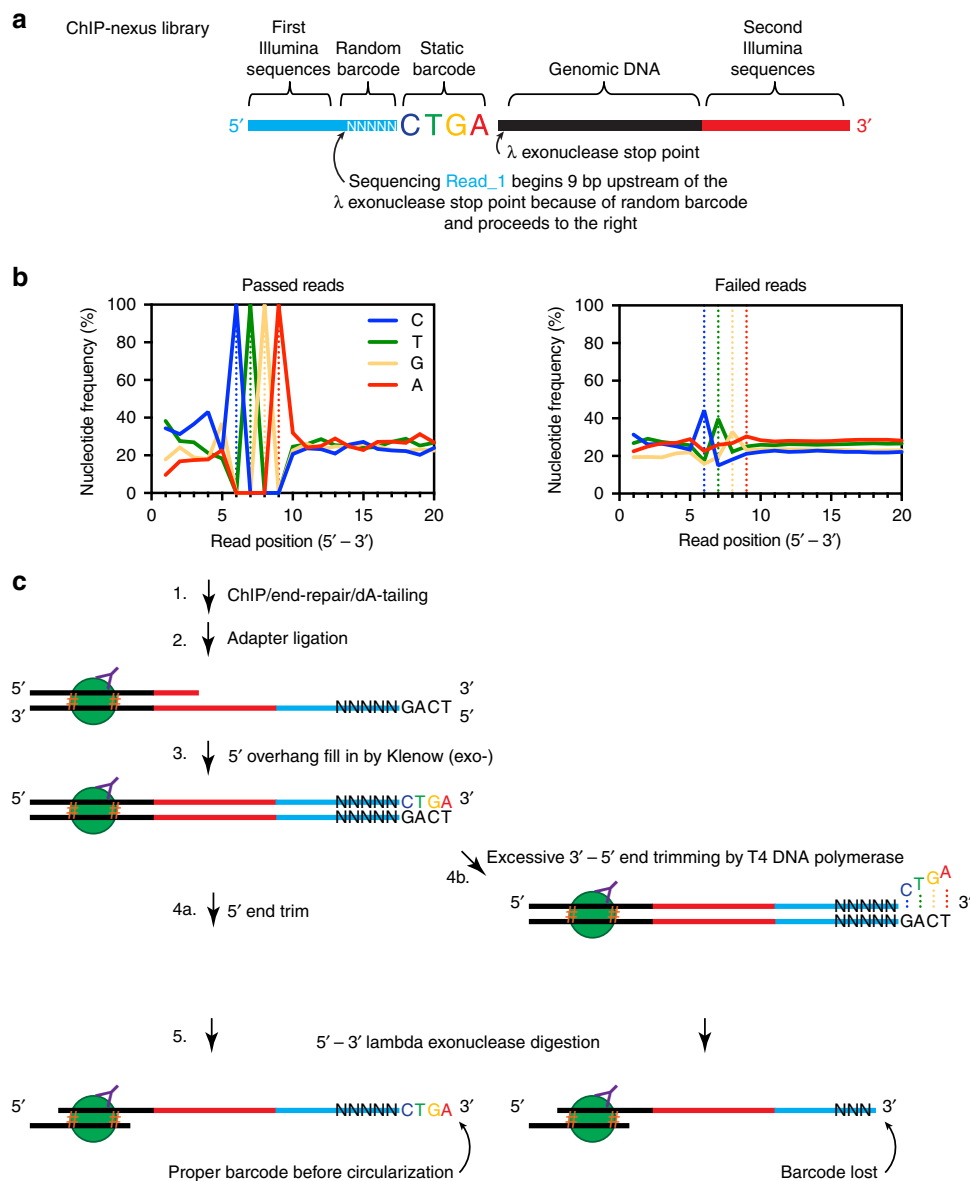 a
ChIP-nexus library
First
Illumina
sequences
Random
barcode
Static
barcode
Genomic DNA
Second
Illumina
sequences
5′ NNNNN CTGA 3′
λ exonuclease stop point
Sequencing Read_1 begins 9 bp upstream of the
λ exonuclease stop point because of random barcode
and proceeds to the right
b
Passed reads
Nucleotide frequency (%)
100
80
60
40
20
0
0 5 10 15 20
Read position (5′ – 3′)
C
T
G
A
Failed reads
Nucleotide frequency (%)
100
80
60
40
20
0
0 5 10 15 20
Read position (5′ – 3′)
c
1. ChIP/end-repair/dA-tailing
2. Adapter ligation
5′ 3′
3′ NNNNNGACT 5′
3. 5′ overhang fill in by Klenow (exo-)
5′ NNNNNCTGA 3′
NNNNNGACT
4a. 5′ end trim
4b. Excessive 3′ – 5′ end trimming by T4 DNA polymerase
CTGA
5′ NNNNN 3′
NNNNNGACT
5. 5′ – 3′ lambda exonuclease digestion
5′ NNNNNCTGA 3′
Proper barcode before circularization
5′ NNN 3′
Barcode lost